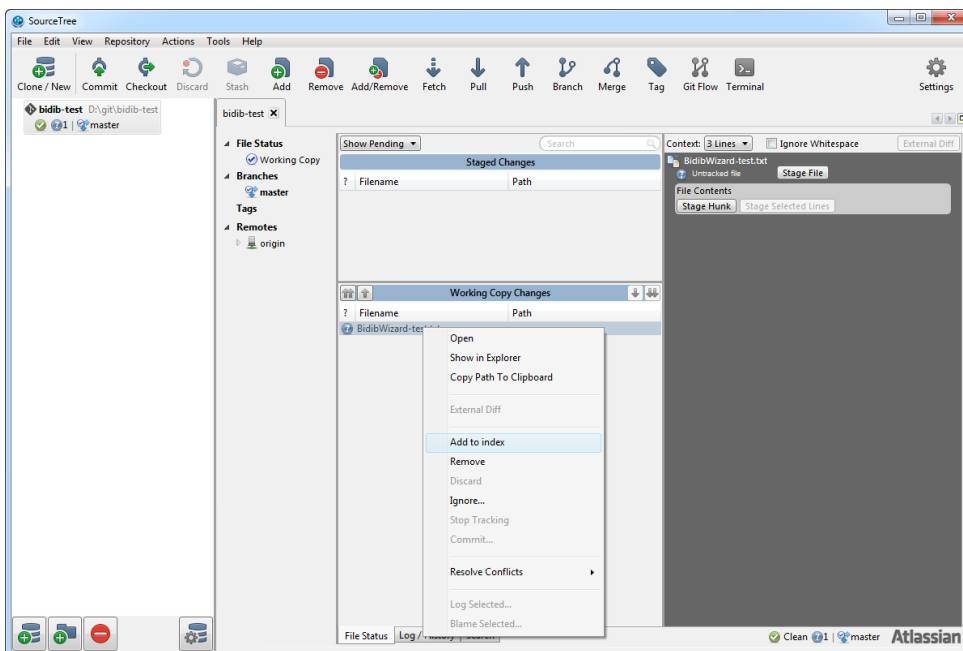 SourceTree
File Edit View Repository Actions Tools Help
Clone / New Commit Checkout Discard Stash Add Remove Add/Remove Fetch Pull Push Branch Merge Tag Git Flow Terminal Settings
bidib-test D:\git\bidib-test
1 | master
bidib-test
File Status
Working Copy
Branches
master
Tags
Remotes
origin
Show Pending Search
Staged Changes
? Filename Path
Working Copy Changes
? Filename Path
BidibWizard-test
Open
Show in Explorer
Copy Path To Clipboard
External Diff
Add to index
Remove
Discard
Ignore...
Stop Tracking
Commit...
Resolve Conflicts
Log Selected...
Blame Selected...
Context: 3 Lines Ignore Whitespace External Diff
BidibWizard-test.txt
Untracked file Stage File
File Contents
Stage Hunk Stage Selected Lines
File Status Log / History Search
Clean 1 | master Atlassian